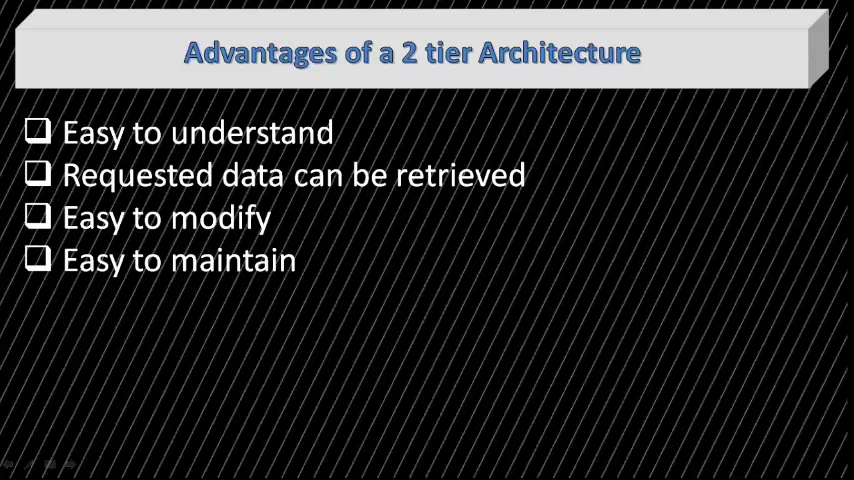 Advantages of a 2 tier Architecture
Easy to understand
Requested data can be retrieved
Easy to modify
Easy to maintain